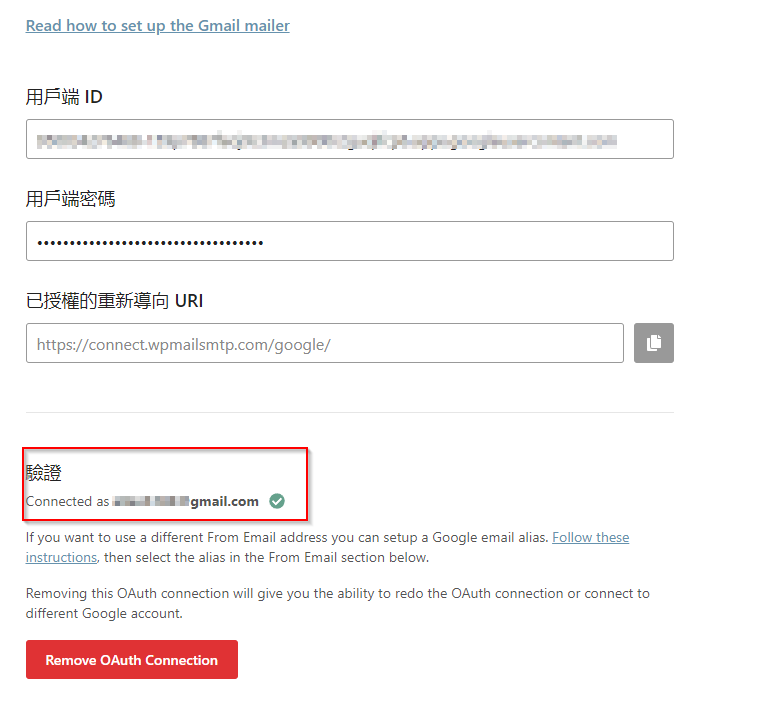 Read how to set up the Gmail mailer
用戶端 ID
用戶端密碼
••••••••••••••••••••••••••••••••••
已授權的重新導向 URI
https://connect.wpmailsmtp.com/google/
驗證
Connected as gmail.com
If you want to use a different From Email address you can setup a Google email alias. Follow these
instructions, then select the alias in the From Email section below.
Removing this OAuth connection will give you the ability to redo the OAuth connection or connect to
different Google account.
Remove OAuth Connection